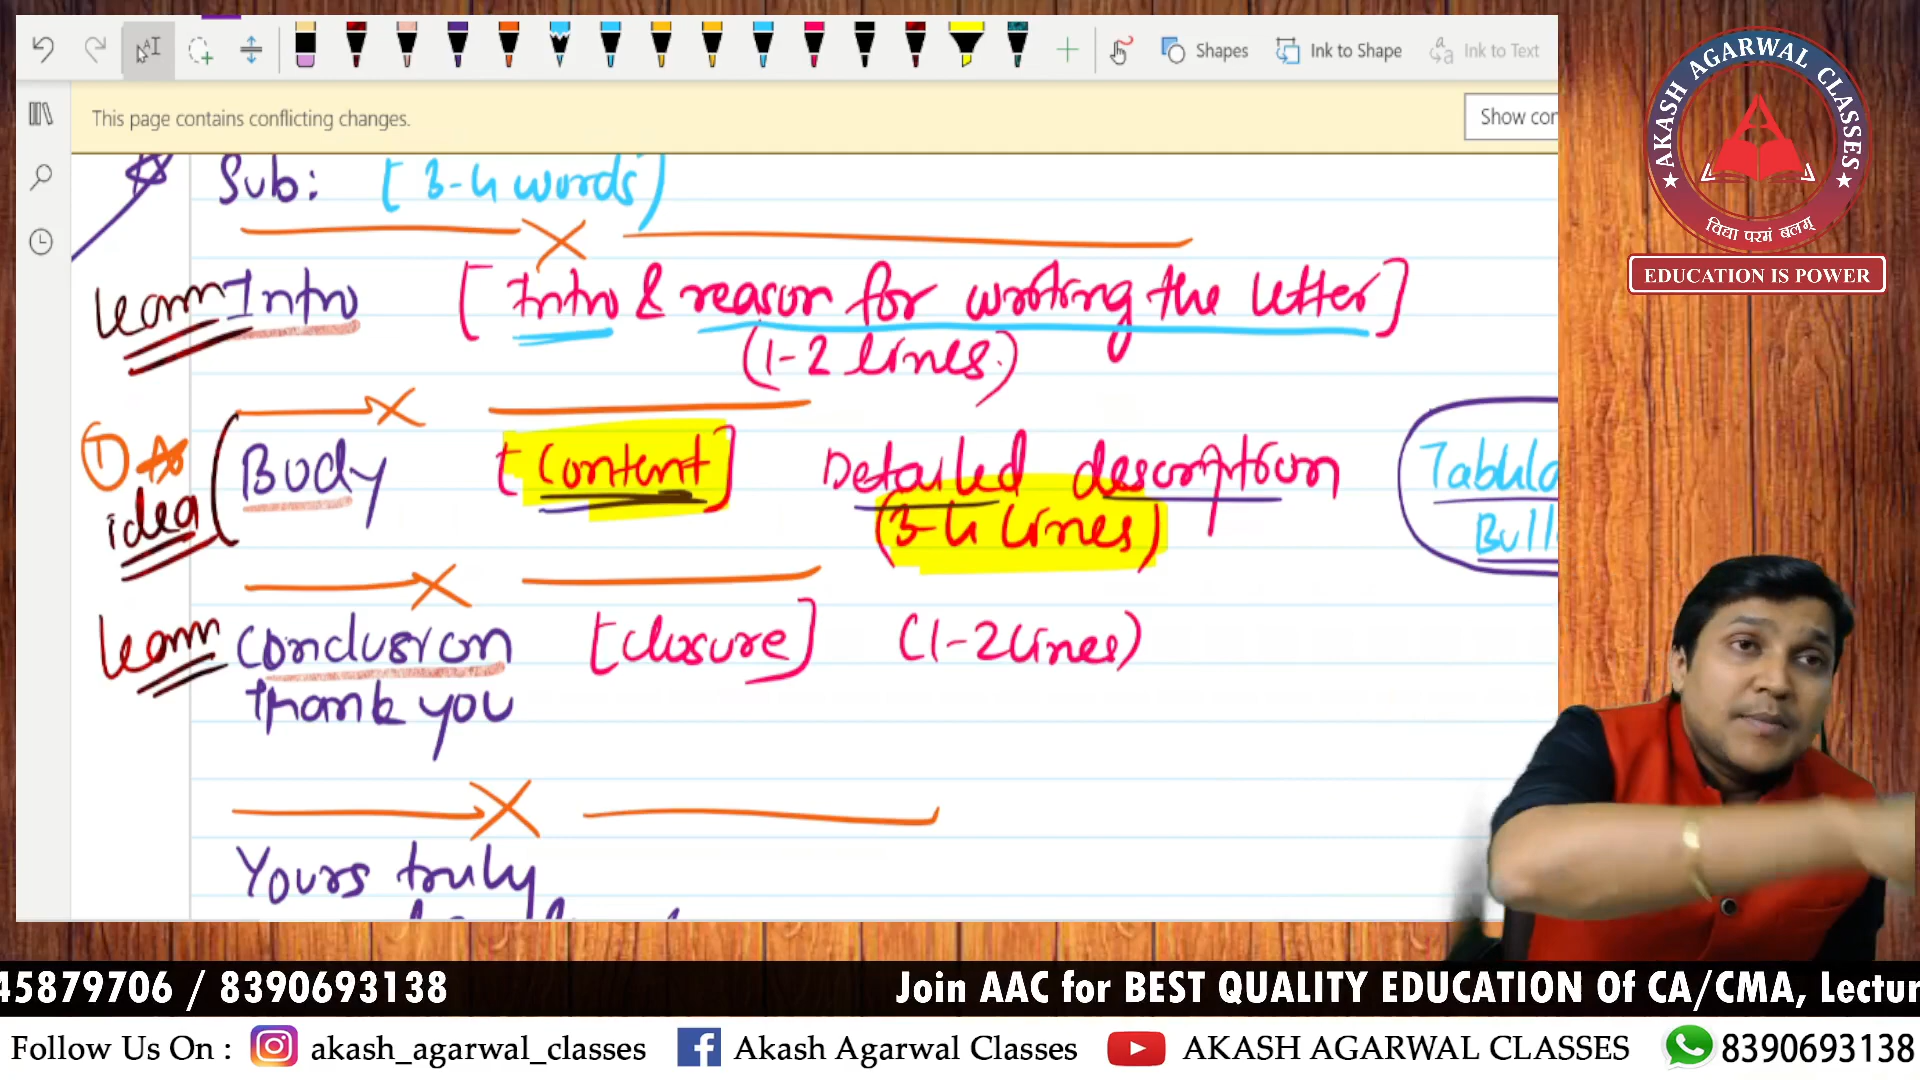 Shapes
Ink to Shape
Ink to Text
This page contains conflicting changes.
Show con
Sub: [3-4 words]
learn Intro [Intro & reason for writing the letter]
(1-2 lines.)
① idea Body [Content] Detailed description
(3-4 lines)
Tabula
Bull
learn Conclusion [closure] (1-2 lines)
Thank you
Yours truly
AKASH AGARWAL CLASSES
विद्या परमं बलम्
EDUCATION IS POWER
45879706 / 8390693138 Join AAC for BEST QUALITY EDUCATION Of CA/CMA, Lectur
Follow Us On : akash_agarwal_classes Akash Agarwal Classes AKASH AGARWAL CLASSES 8390693138